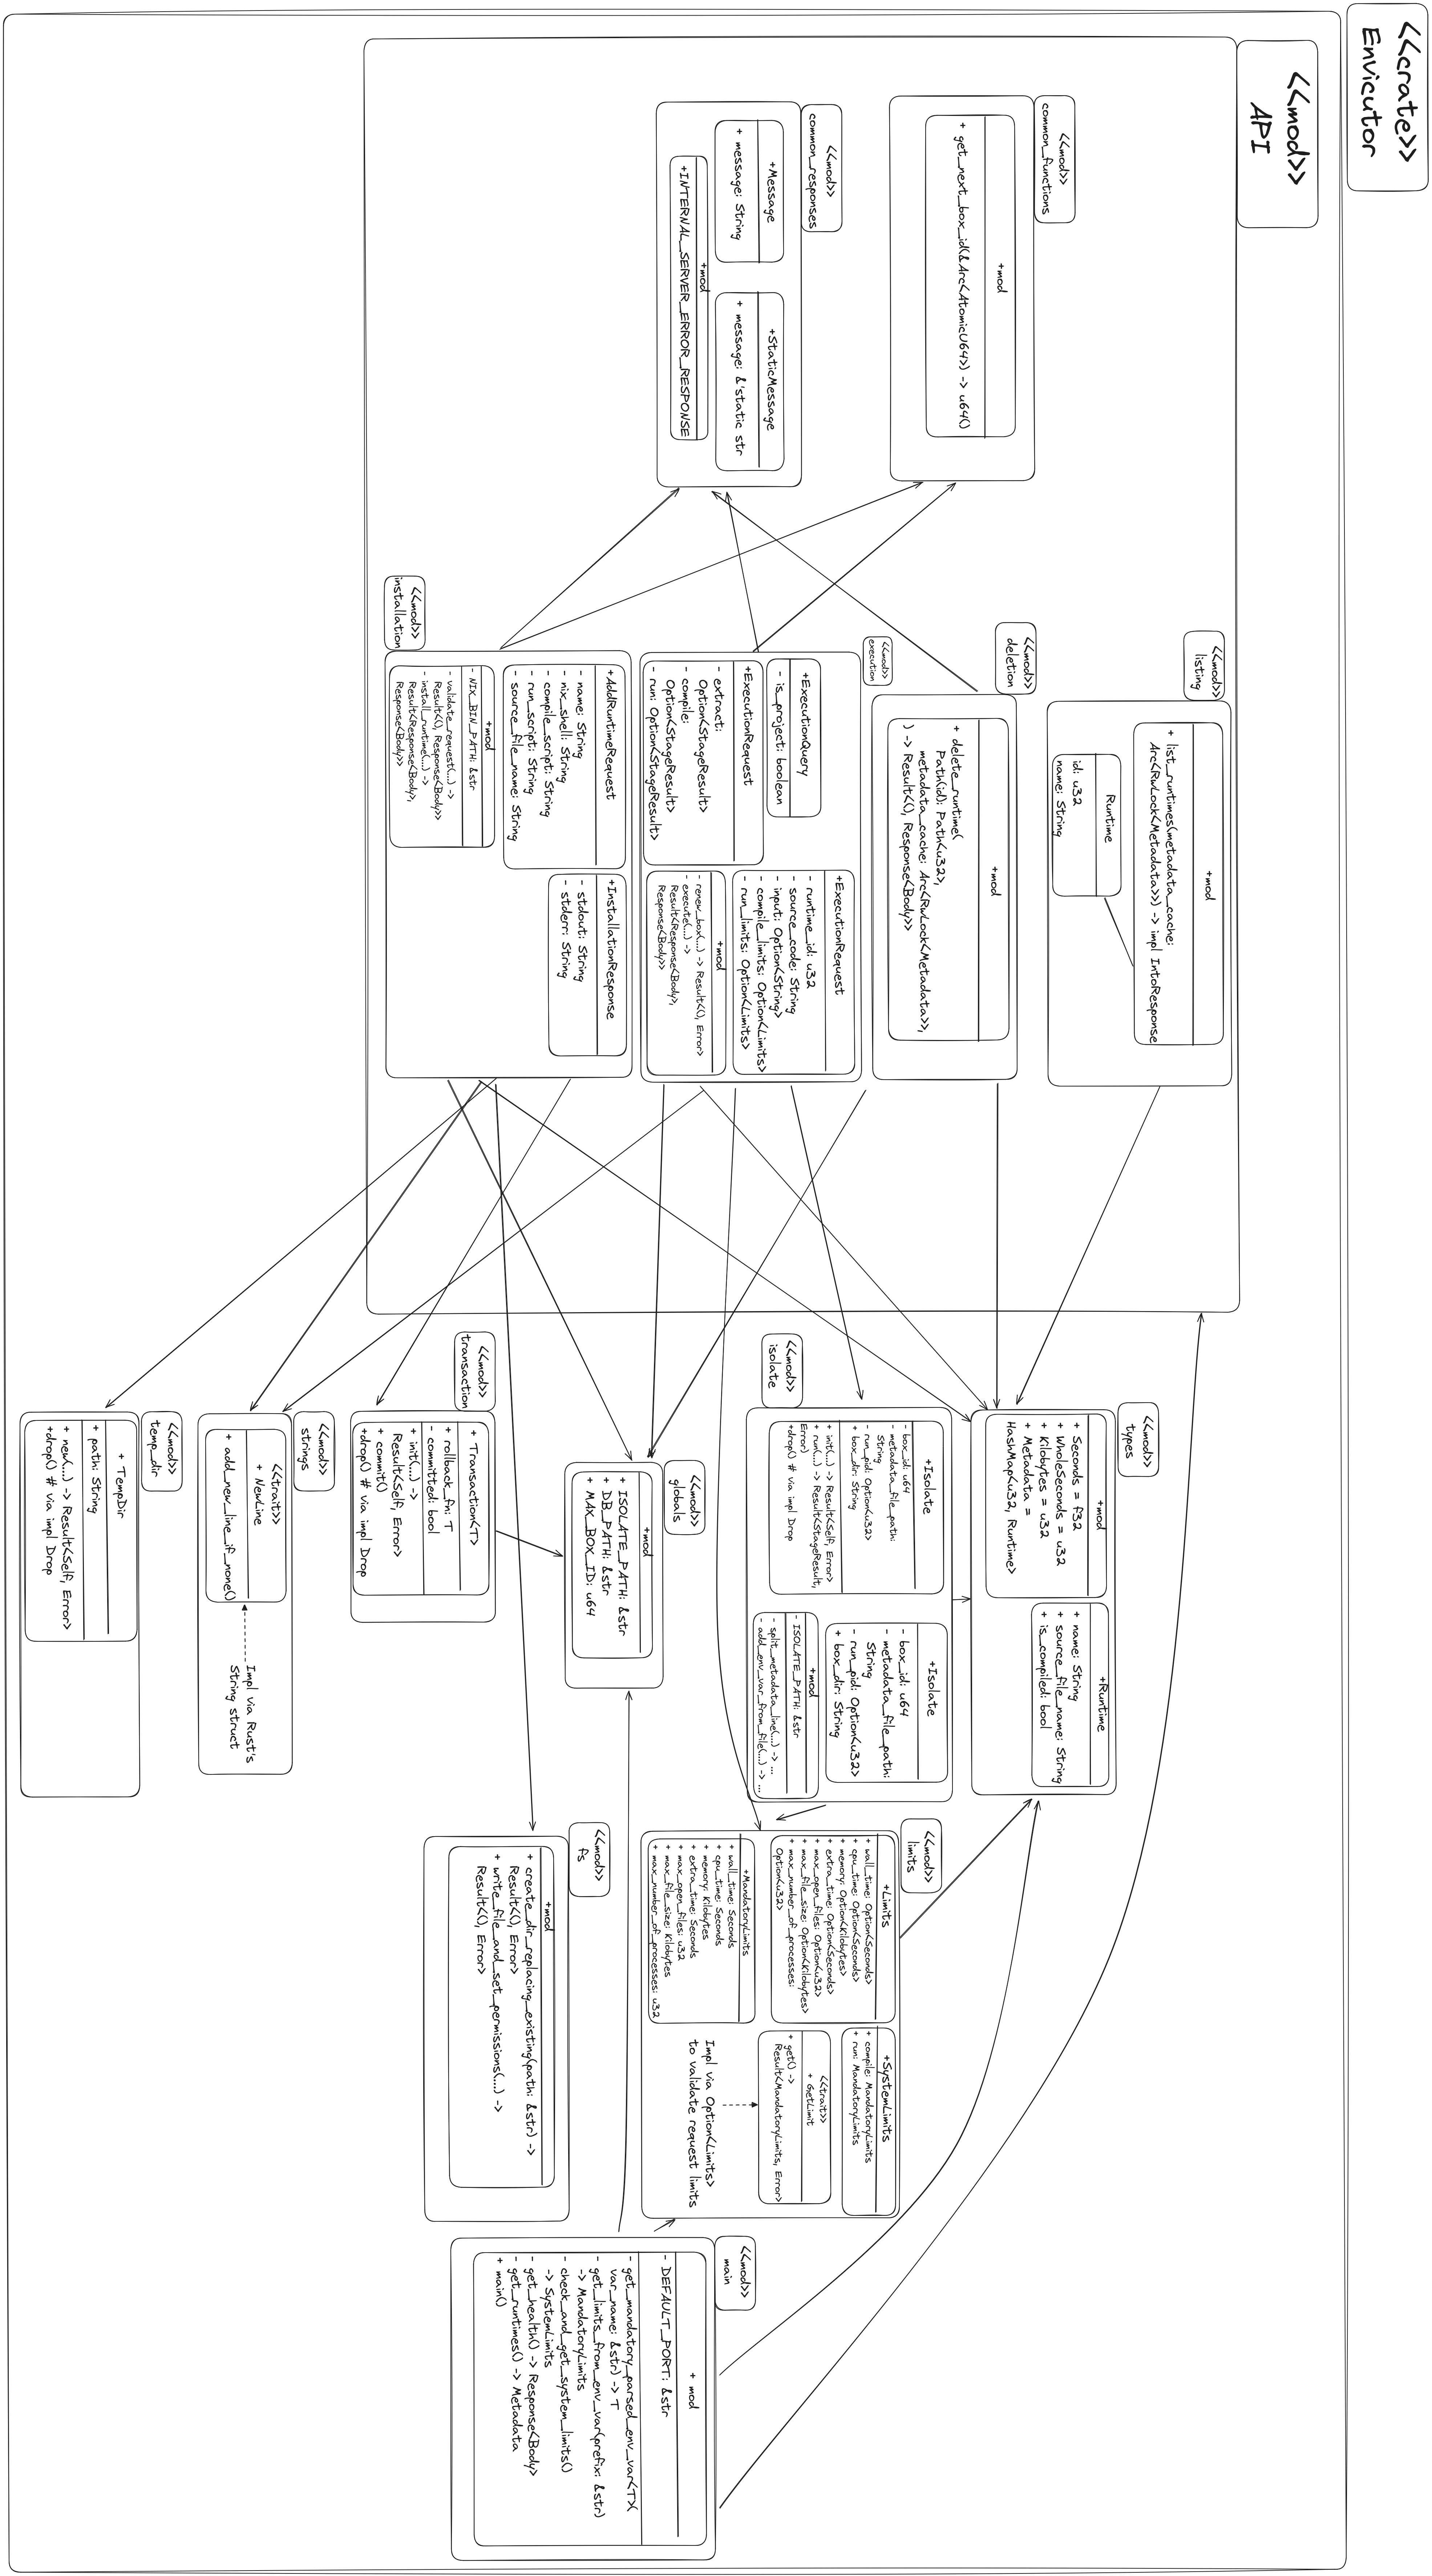 <<crate>>
Envicutor
<<mod>>
API
<<mod>>
common_functions
+mod
+ get_next_box_id(&Arc<AtomicU64>) -> u64()
<<mod>>
common_responses
+Message
+ message: String
+StaticMessage
+ message: &'static str
+mod
+INTERNAL_SERVER_ERROR_RESPONSE
<<mod>>
listing
+mod
+ list_runtimes(metadata_cache:
Arc<RwLock<Metadata>>) -> impl IntoResponse
Runtime
id: u32
name: String
<<mod>>
deletion
+mod
+ delete_runtime(
Path(id): Path<u32>,
metadata_cache: Arc<RwLock<Metadata>>,
) -> Result<(), Response<Body>>
<<mod>>
execution
+ExecutionQuery
- is_project: boolean
+ExecutionRequest
- extract:
Option<StageResult>
- compile:
Option<StageResult>
- run: Option<StageResult>
+ExecutionRequest
- runtime_id: u32
- source_code: String
- input: Option<String>
- compile_limits: Option<Limits>
- run_limits: Option<Limits>
+mod
- renew_box(...) -> Result<(), Error>
- execute(...) ->
Result<Response<Body>,
Response<Body>>
<<mod>>
installation
+AddRuntimeRequest
- name: String
- nix_shell: String
- compile_script: String
- run_script: String
- source_file_name: String
+InstallationResponse
- stdout: String
- stderr: String
+mod
- NIX_BIN_PATH: &str
- validate_request(...) ->
Result<(), Response<Body>>
- install_runtime(...) ->
Result<Response<Body>,
Response<Body>>
<<mod>>
types
+mod
+ Seconds = f32
+ WholeSeconds = u32
+ Kilobytes = u32
+ Metadata =
HashMap<u32, Runtime>
+Runtime
+ name: String
+ source_file_name: String
+ is_compiled: bool
<<mod>>
isolate
+Isolate
- box_id: u64
- metadata_file_path:
String
- run_pid: Option<u32>
+ box_dir: String
+ init(...) -> Result<Self, Error>
+ run(...) -> Result<StageResult,
Error>
+drop() # via impl Drop
+Isolate
- box_id: u64
- metadata_file_path:
String
- run_pid: Option<u32>
+ box_dir: String
+mod
- ISOLATE_PATH: &str
- split_metadata_line(...) -> ...
- add_env_var_from_file(...) -> ...
<<mod>>
globals
+mod
+ ISOLATE_PATH: &str
+ DB_PATH: &str
+ MAX_BOX_ID: u64
<<mod>>
transaction
+ Transaction<T>
+ rollback_fn: T
- committed: bool
+ init(...) ->
Result<Self, Error>
+ commit()
+drop() # via impl Drop
<<mod>>
strings
<<trait>>
+ NewLine
+ add_new_line_if_none()
Impl via Rust's
String struct
<<mod>>
temp_dir
+ TempDir
+ path: String
+ new(...) -> Result<Self, Error>
+drop() # via impl Drop
<<mod>>
limits
+Limits
+ wall_time: Option<Seconds>
+ cpu_time: Option<Seconds>
+ memory: Option<Kilobytes>
+ extra_time: Option<Seconds>
+ max_open_files: Option<u32>
+ max_file_size: Option<Kilobytes>
+ max_number_of_processes:
Option<u32>
+SystemLimits
+ compile: MandatoryLimits
+ run: MandatoryLimits
+MandatoryLimits
+ wall_time: Seconds
+ cpu_time: Seconds
+ memory: Kilobytes
+ extra_time: Seconds
+ max_open_files: u32
+ max_file_size: Kilobytes
+ max_number_of_processes: u32
<<trait>>
+ GetLimit
+ get() ->
Result<MandatoryLimits, Error>
Impl via Option<Limits>
to validate request limits
<<mod>>
fs
+mod
+ create_dir_replacing_existing(path: &str) ->
Result<(), Error>
+ write_file_and_set_permissions(...) ->
Result<(), Error>
<<mod>>
main
+ mod
- DEFAULT_PORT: &str
- get_mandatory_parsed_env_var<T>(
var_name: &str) -> T
- get_limits_from_env_var(prefix: &str)
-> MandatoryLimits
- check_and_get_system_limits()
-> SystemLimits
- get_health() -> Response<Body>
- get_runtimes() -> Metadata
+ main()